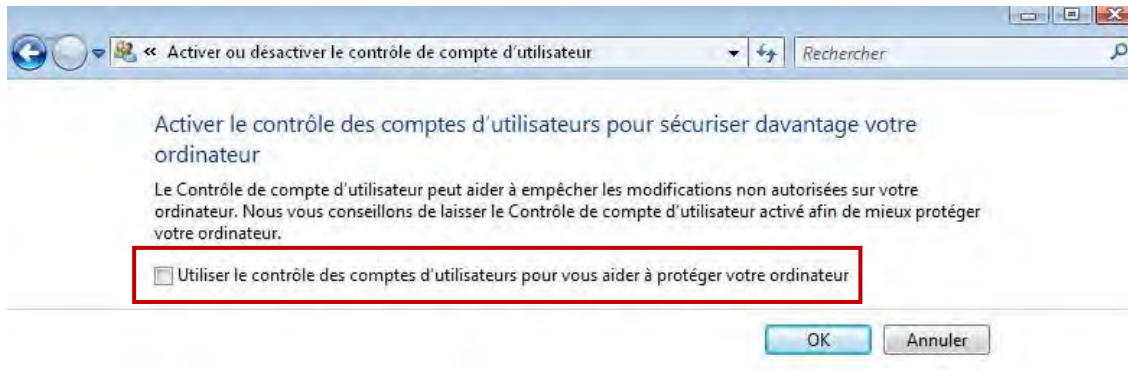 « Activer ou désactiver le contrôle de compte d'utilisateur
Rechercher
Activer le contrôle des comptes d'utilisateurs pour sécuriser davantage votre
ordinateur
Le Contrôle de compte d'utilisateur peut aider à empêcher les modifications non autorisées sur votre
ordinateur. Nous vous conseillons de laisser le Contrôle de compte d'utilisateur activé afin de mieux protéger
votre ordinateur.
Utiliser le contrôle des comptes d'utilisateurs pour vous aider à protéger votre ordinateur
OK
Annuler